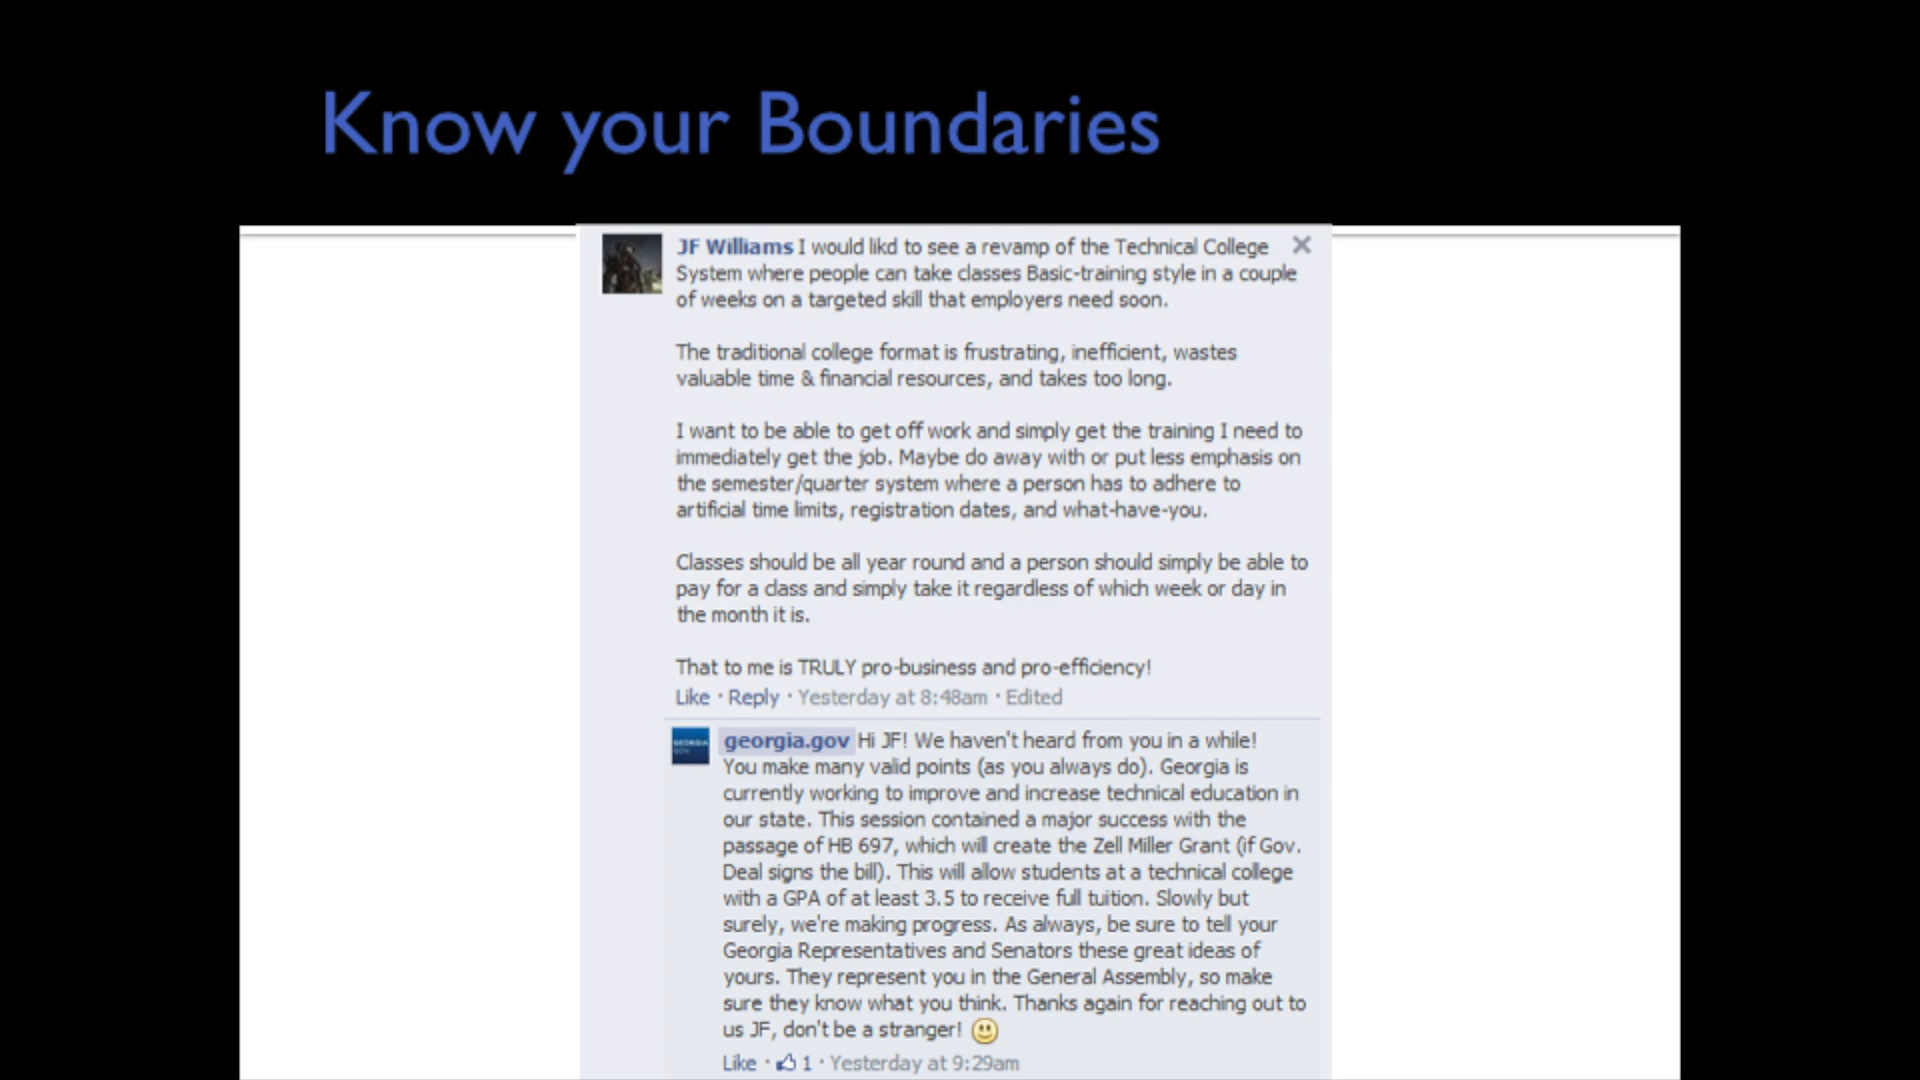 Know your Boundaries
JF Williams I would likd to see a revamp of the Technical College
System where people can take classes Basic-training style in a couple
of weeks on a targeted skill that employers need soon.
The traditional college format is frustrating, inefficient, wastes
valuable time & financial resources, and takes too long.
I want to be able to get off work and simply get the training I need to
immediately get the job. Maybe do away with or put less emphasis on
the semester/quarter system where a person has to adhere to
artificial time limits, registration dates, and what-have-you.
Classes should be all year round and a person should simply be able to
pay for a class and simply take it regardless of which week or day in
the month it is.
That to me is TRULY pro-business and pro-efficiency!
Like · Reply · Yesterday at 8:48am · Edited
georgia.gov Hi JF! We haven't heard from you in a while!
You make many valid points (as you always do). Georgia is
currently working to improve and increase technical education in
our state. This session contained a major success with the
passage of HB 697, which will create the Zell Miller Grant (if Gov.
Deal signs the bill). This will allow students at a technical college
with a GPA of at least 3.5 to receive full tuition. Slowly but
surely, we're making progress. As always, be sure to tell your
Georgia Representatives and Senators these great ideas of
yours. They represent you in the General Assembly, so make
sure they know what you think. Thanks again for reaching out to
us JF, don't be a stranger!
Like · 1 · Yesterday at 9:29am